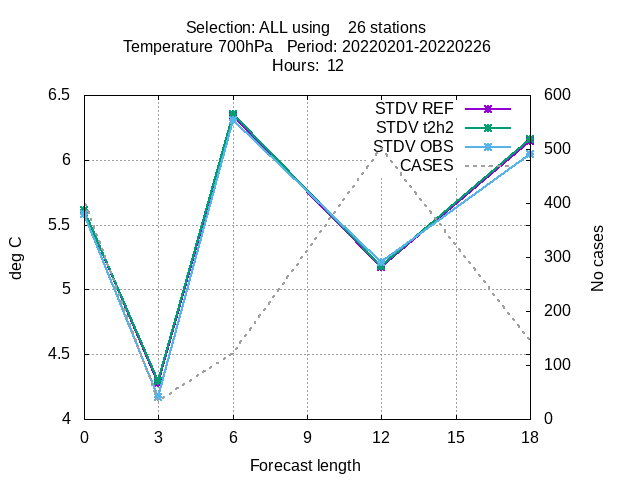 Selection: ALL using    26 stations
Temperature 700hPa   Period: 20220201-20220226
Hours:  12
STDV REF
STDV t2h2
STDV OBS
CASES
6.5
6
5.5
5
4.5
4
deg C
600
500
400
300
200
100
0
No cases
0 3 6 9 12 15 18
Forecast length